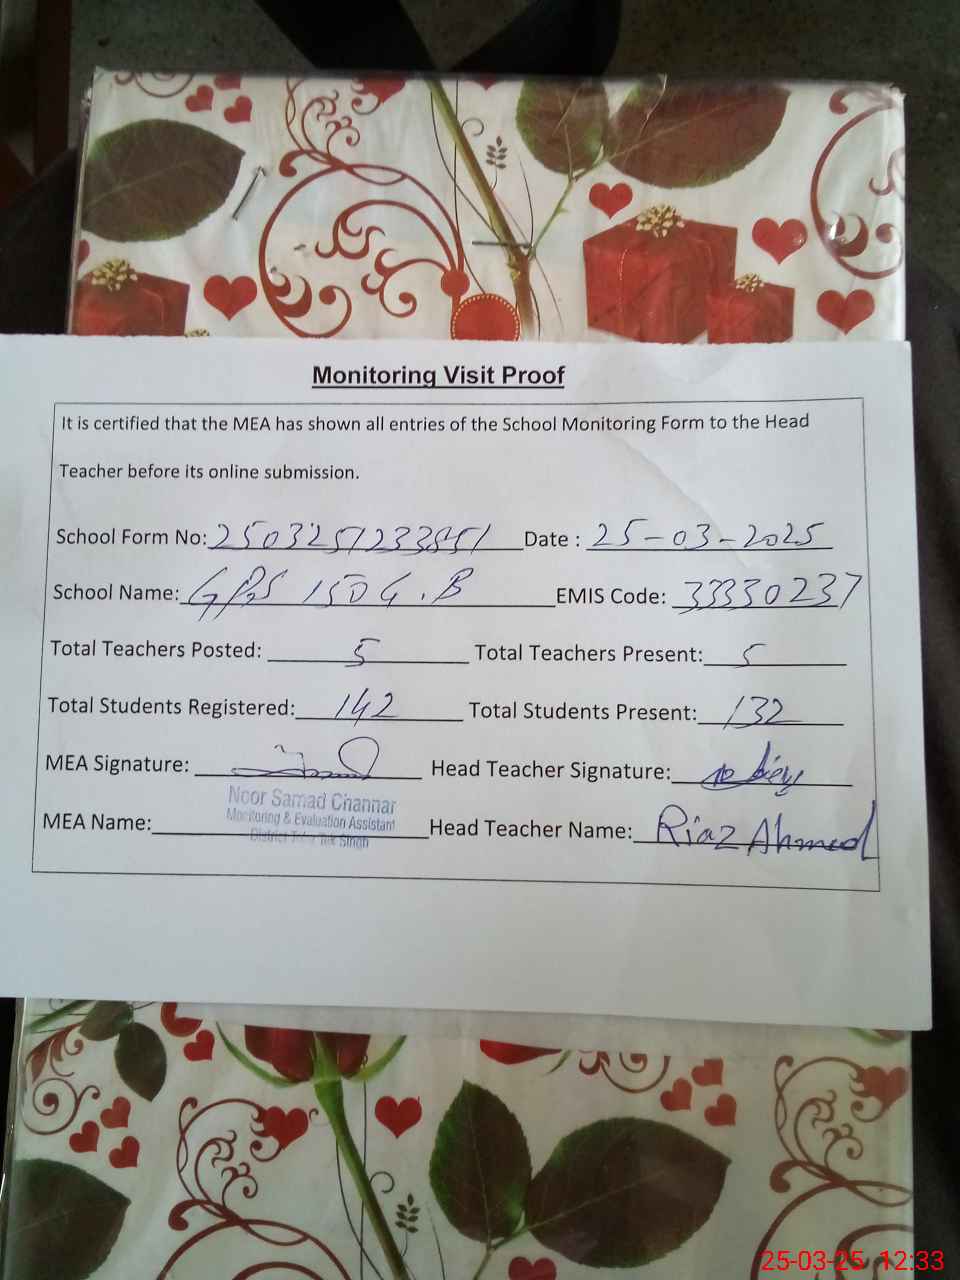 Monitoring Visit Proof
It is certified that the MEA has shown all entries of the School Monitoring Form to the Head
Teacher before its online submission.
School Form No: 2503251233851 Date : 25-03-2025
School Name: GPS 150 G.B EMIS Code: 33330237
Total Teachers Posted: 5 Total Teachers Present: 5
Total Students Registered: 142 Total Students Present: 132
MEA Signature: Head Teacher Signature:
Noor Samad Channar
Monitoring & Evaluation Assistant
MEA Name: Head Teacher Name: Riaz Ahmed
District Singh
25-03-25 12:33